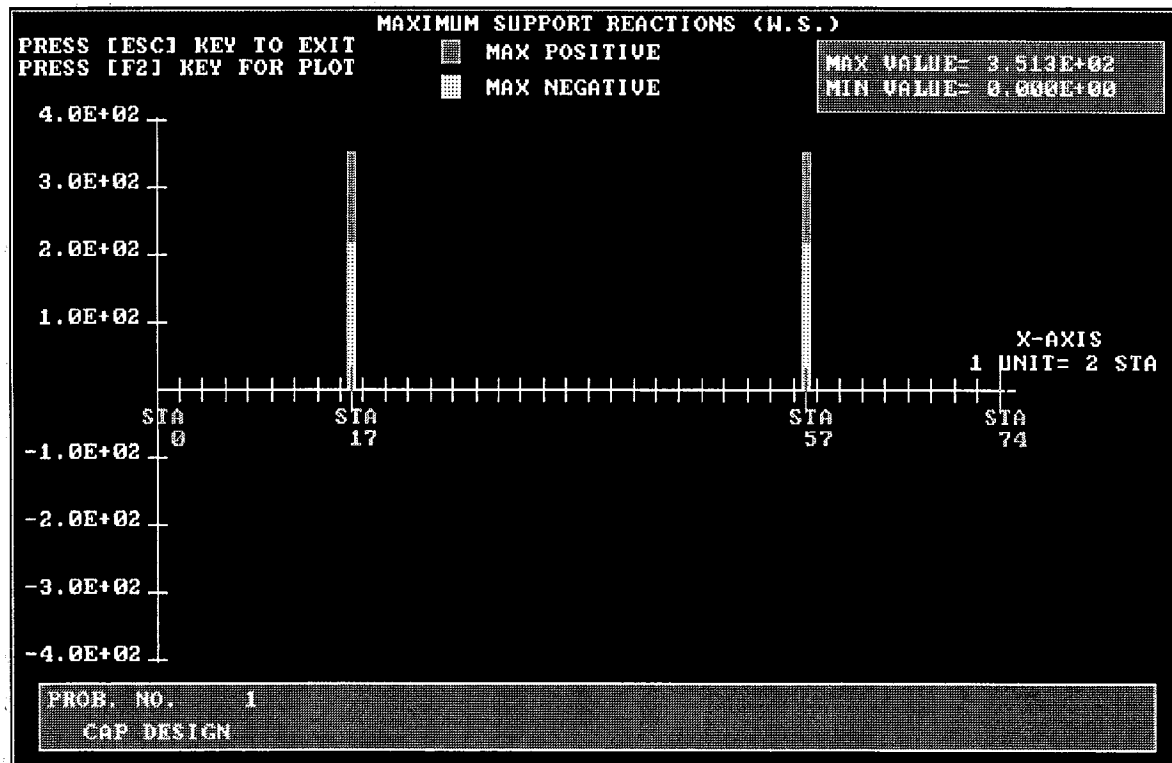 MAXIMUM SUPPORT REACTIONS (W.S.)
PRESS [ESC] KEY TO EXIT
PRESS [F2] KEY FOR PLOT
MAX POSITIVE
MAX NEGATIVE
MAX VALUE= 3.513E+02
MIN VALUE= 0.000E+00
4.0E+02
3.0E+02
2.0E+02
1.0E+02
X-AXIS
1 UNIT= 2 STA
STA STA STA STA
0 17 57 74
-1.0E+02
-2.0E+02
-3.0E+02
-4.0E+02
PROB. NO. 1
CAP DESIGN